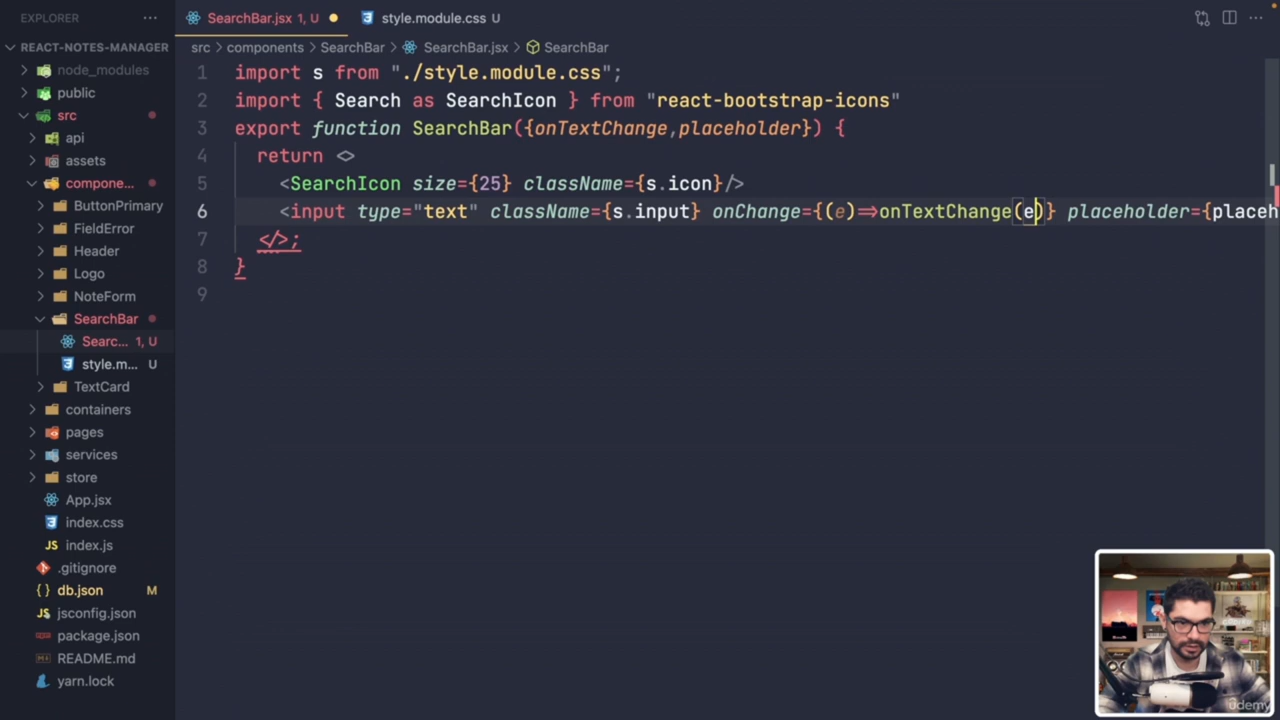 EXPLORER
SearchBar.jsx 1, U
style.module.css U
REACT-NOTES-MANAGER
src > components > SearchBar > SearchBar.jsx > SearchBar
node_modules
public
src
api
assets
compone...
ButtonPrimary
FieldError
Header
Logo
NoteForm
SearchBar
Searc... 1, U
style.m... U
TextCard
containers
pages
services
store
App.jsx
index.css
JS index.js
.gitignore
{} db.json M
JS jsconfig.json
package.json
README.md
yarn.lock
1 import s from "./style.module.css";
2 import { Search as SearchIcon } from "react-bootstrap-icons"
3 export function SearchBar({onTextChange,placeholder}) {
4 return <>
5 <SearchIcon size={25} className={s.icon}/>
6 <input type="text" className={s.input} onChange={(e)=>onTextChange(e)} placeholder={placeh
7 </>;
8 }
9
ûdemy